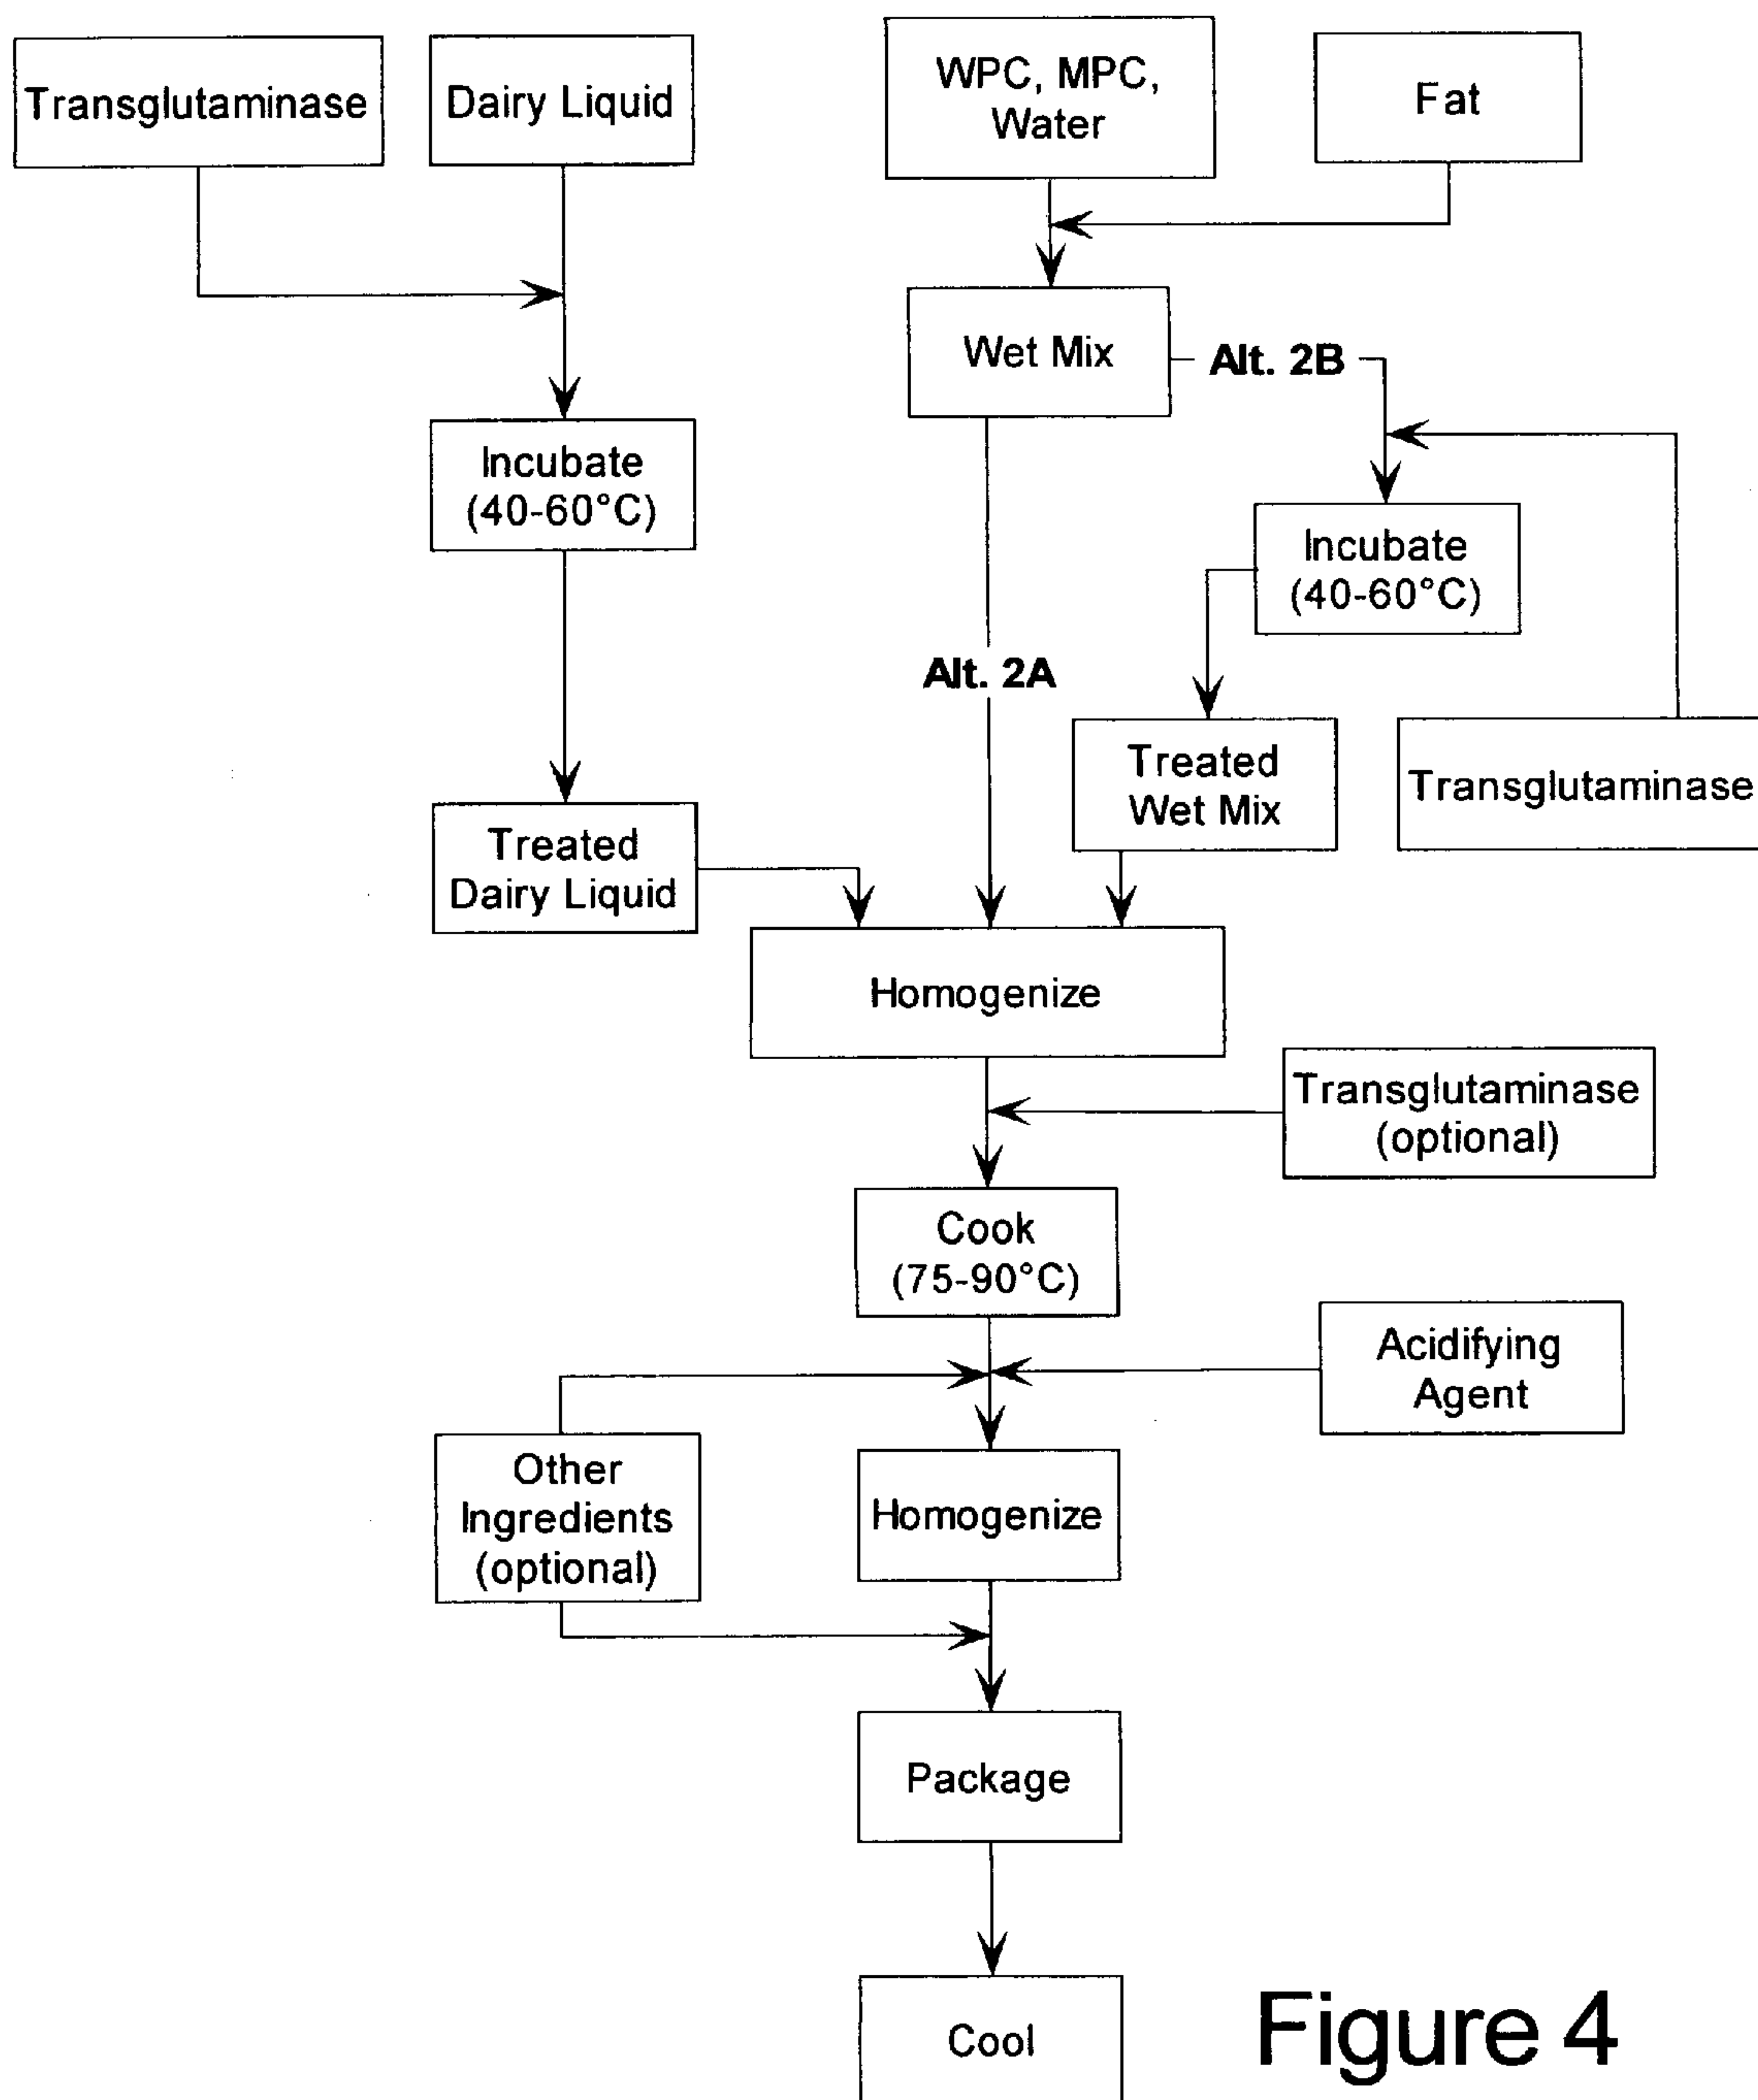 Transglutaminase
Dairy Liquid
WPC, MPC,
Water
Fat
Wet Mix
Alt. 2B
Incubate
(40-60°C)
Incubate
(40-60°C)
Alt. 2A
Treated
Wet Mix
Transglutaminase
Treated
Dairy Liquid
Homogenize
Transglutaminase
(optional)
Cook
(75-90°C)
Acidifying
Agent
Other
Ingredients
(optional)
Homogenize
Package
Cool
Figure 4